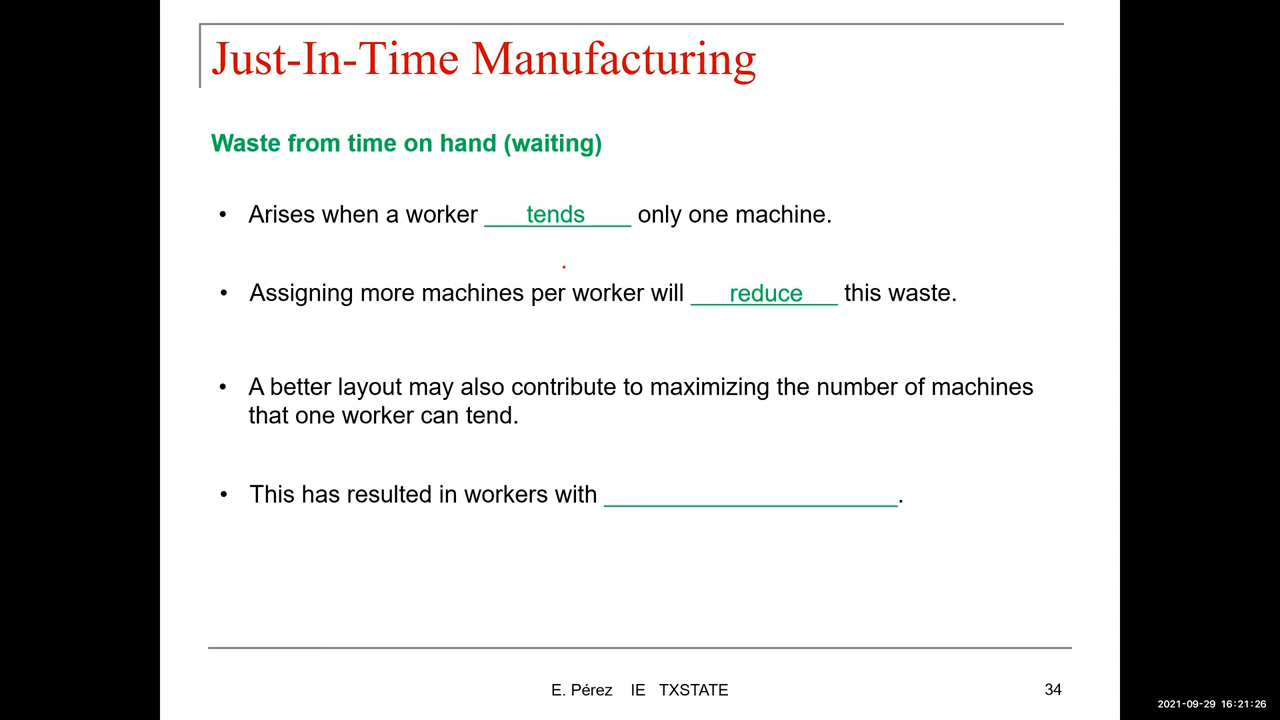 Just-In-Time Manufacturing
Waste from time on hand (waiting)
• Arises when a worker ___tends___ only one machine.
• Assigning more machines per worker will ___reduce___ this waste.
• A better layout may also contribute to maximizing the number of machines
that one worker can tend.
• This has resulted in workers with ______________________.
E. Pérez IE TXSTATE
34
2021-09-29 16:21:26